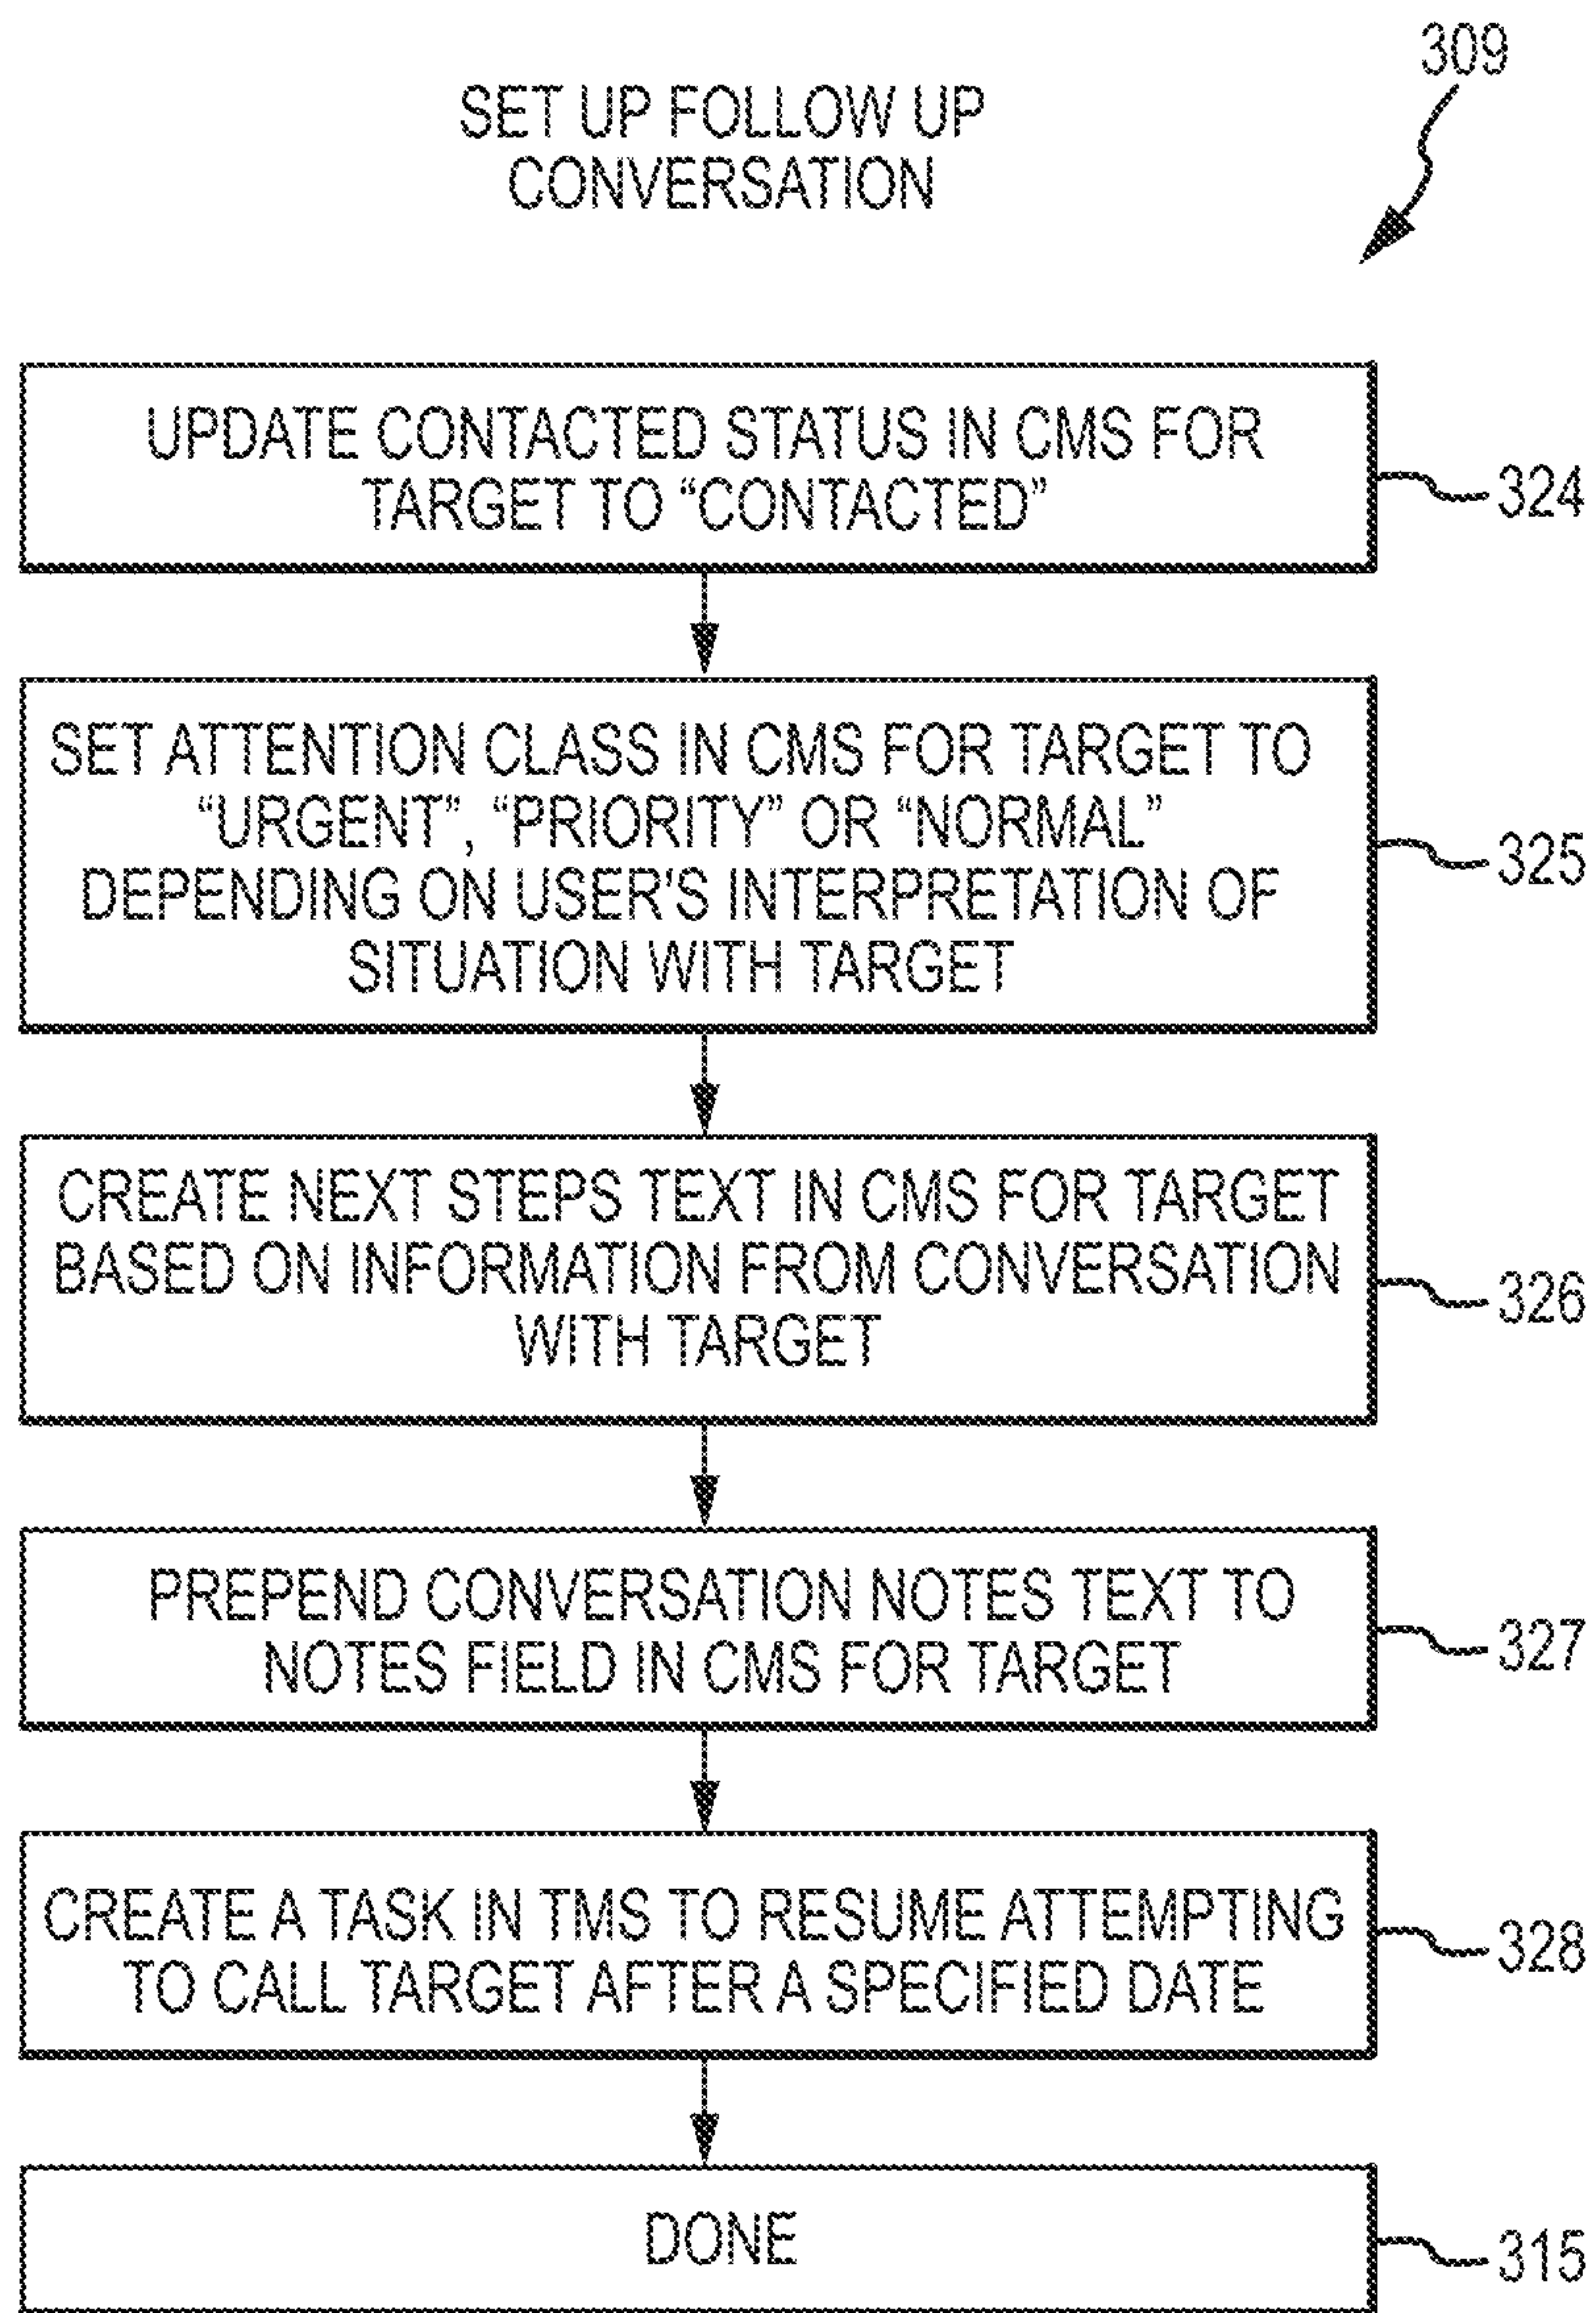 309
SET UP FOLLOW UP
CONVERSATION
UPDATE CONTACTED STATUS IN CMS FOR
TARGET TO “CONTACTED”
324
SET ATTENTION CLASS IN CMS FOR TARGET TO
“URGENT”, “PRIORITY” OR “NORMAL”
DEPENDING ON USER'S INTERPRETATION OF
SITUATION WITH TARGET
325
CREATE NEXT STEPS TEXT IN CMS FOR TARGET
BASED ON INFORMATION FROM CONVERSATION
WITH TARGET
326
PREPEND CONVERSATION NOTES TEXT TO
NOTES FIELD IN CMS FOR TARGET
327
CREATE A TASK IN TMS TO RESUME ATTEMPTING
TO CALL TARGET AFTER A SPECIFIED DATE
328
DONE
315